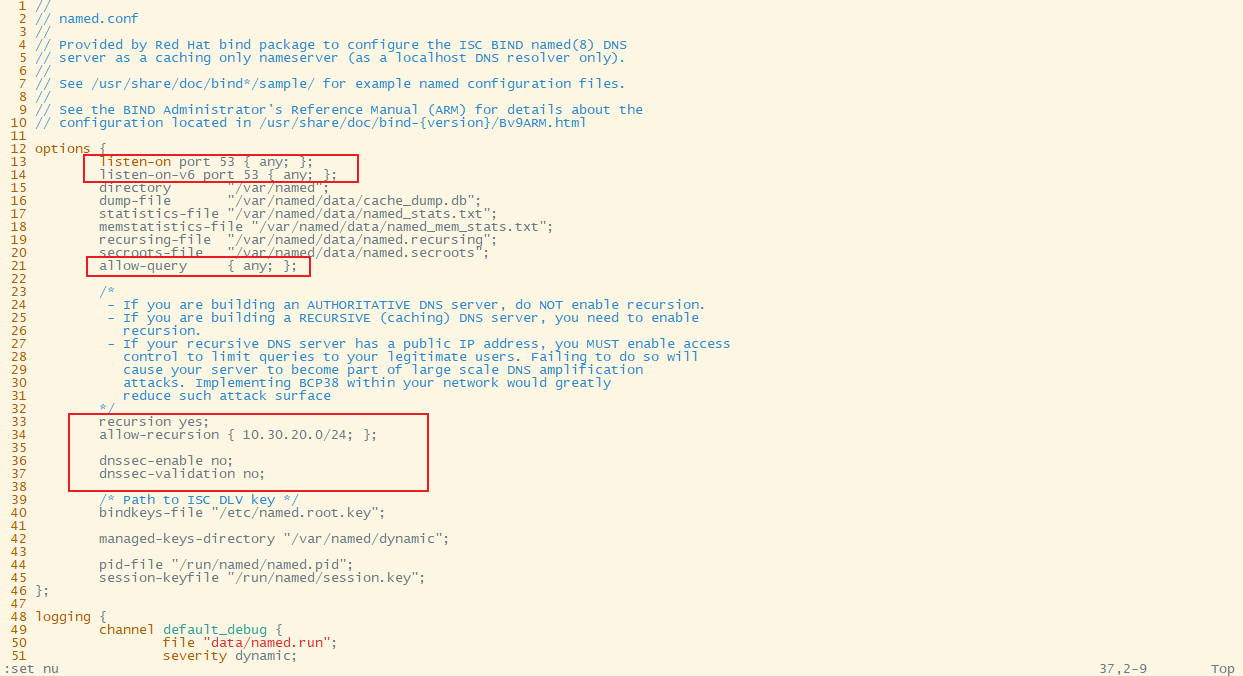 1 //
2 // named.conf
3 //
4 // Provided by Red Hat bind package to configure the ISC BIND named(8) DNS
5 // server as a caching only nameserver (as a localhost DNS resolver only).
6 //
7 // See /usr/share/doc/bind*/sample/ for example named configuration files.
8 //
9 // See the BIND Administrator's Reference Manual (ARM) for details about the
10 // configuration located in /usr/share/doc/bind-{version}/Bv9ARM.html
11
12 options {
13         listen-on port 53 { any; };
14         listen-on-v6 port 53 { any; };
15         directory       "/var/named";
16         dump-file       "/var/named/data/cache_dump.db";
17         statistics-file "/var/named/data/named_stats.txt";
18         memstatistics-file "/var/named/data/named_mem_stats.txt";
19         recursing-file  "/var/named/data/named.recursing";
20         secroots-file   "/var/named/data/named.secroots";
21         allow-query     { any; };
22
23         /*
24          - If you are building an AUTHORITATIVE DNS server, do NOT enable recursion.
25          - If you are building a RECURSIVE (caching) DNS server, you need to enable
26            recursion.
27          - If your recursive DNS server has a public IP address, you MUST enable access
28            control to limit queries to your legitimate users. Failing to do so will
29            cause your server to become part of large scale DNS amplification
30            attacks. Implementing BCP38 within your network would greatly
31            reduce such attack surface
32         */
33         recursion yes;
34         allow-recursion { 10.30.20.0/24; };
35
36         dnssec-enable no;
37         dnssec-validation no;
38
39         /* Path to ISC DLV key */
40         bindkeys-file "/etc/named.root.key";
41
42         managed-keys-directory "/var/named/dynamic";
43
44         pid-file "/run/named/named.pid";
45         session-keyfile "/run/named/session.key";
46 };
47
48 logging {
49         channel default_debug {
50                 file "data/named.run";
51                 severity dynamic;
:set nu 37,2-9 Top